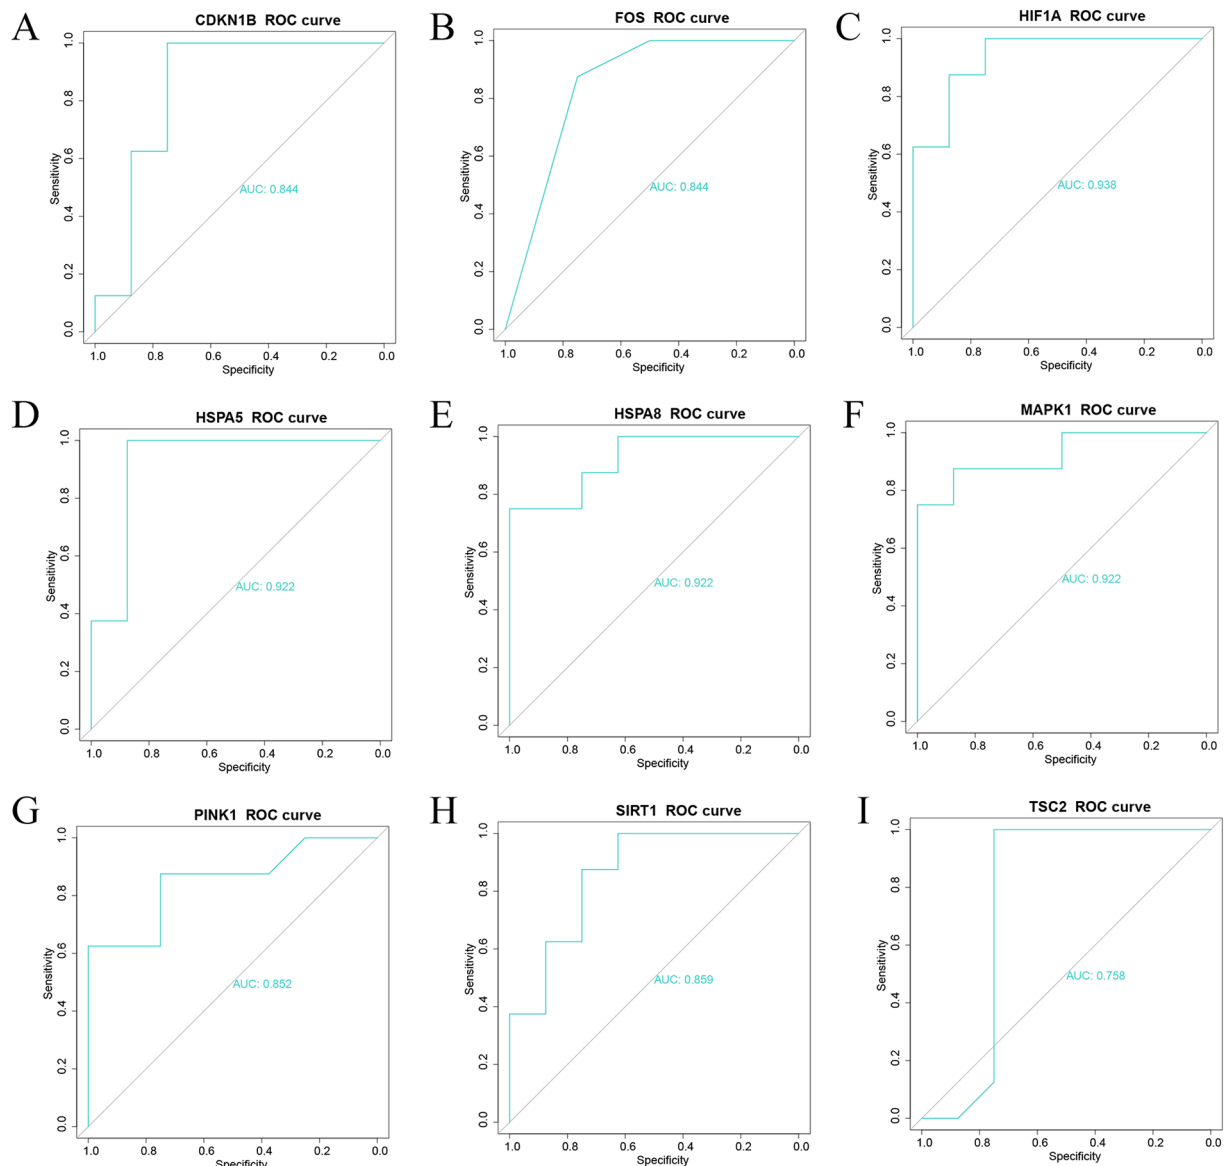 A
CDKN1B ROC curve
Sensitivity
1.0
0.8
0.6
0.4
0.2
0.0
AUC: 0.844
1.0 0.8 0.6 0.4 0.2 0.0
Specificity
B
FOS ROC curve
Sensitivity
1.0
0.8
0.6
0.4
0.2
0.0
AUC: 0.844
1.0 0.8 0.6 0.4 0.2 0.0
Specificity
C
HIF1A ROC curve
Sensitivity
1.0
0.8
0.6
0.4
0.2
0.0
AUC: 0.938
1.0 0.8 0.6 0.4 0.2 0.0
Specificity
D
HSPA5 ROC curve
Sensitivity
1.0
0.8
0.6
0.4
0.2
0.0
AUC: 0.922
1.0 0.8 0.6 0.4 0.2 0.0
Specificity
E
HSPA8 ROC curve
Sensitivity
1.0
0.8
0.6
0.4
0.2
0.0
AUC: 0.922
1.0 0.8 0.6 0.4 0.2 0.0
Specificity
F
MAPK1 ROC curve
Sensitivity
1.0
0.8
0.6
0.4
0.2
0.0
AUC: 0.922
1.0 0.8 0.6 0.4 0.2 0.0
Specificity
G
PINK1 ROC curve
Sensitivity
1.0
0.8
0.6
0.4
0.2
0.0
AUC: 0.852
1.0 0.8 0.6 0.4 0.2 0.0
Specificity
H
SIRT1 ROC curve
Sensitivity
1.0
0.8
0.6
0.4
0.2
0.0
AUC: 0.859
1.0 0.8 0.6 0.4 0.2 0.0
Specificity
I
TSC2 ROC curve
Sensitivity
1.0
0.8
0.6
0.4
0.2
0.0
AUC: 0.758
1.0 0.8 0.6 0.4 0.2 0.0
Specificity